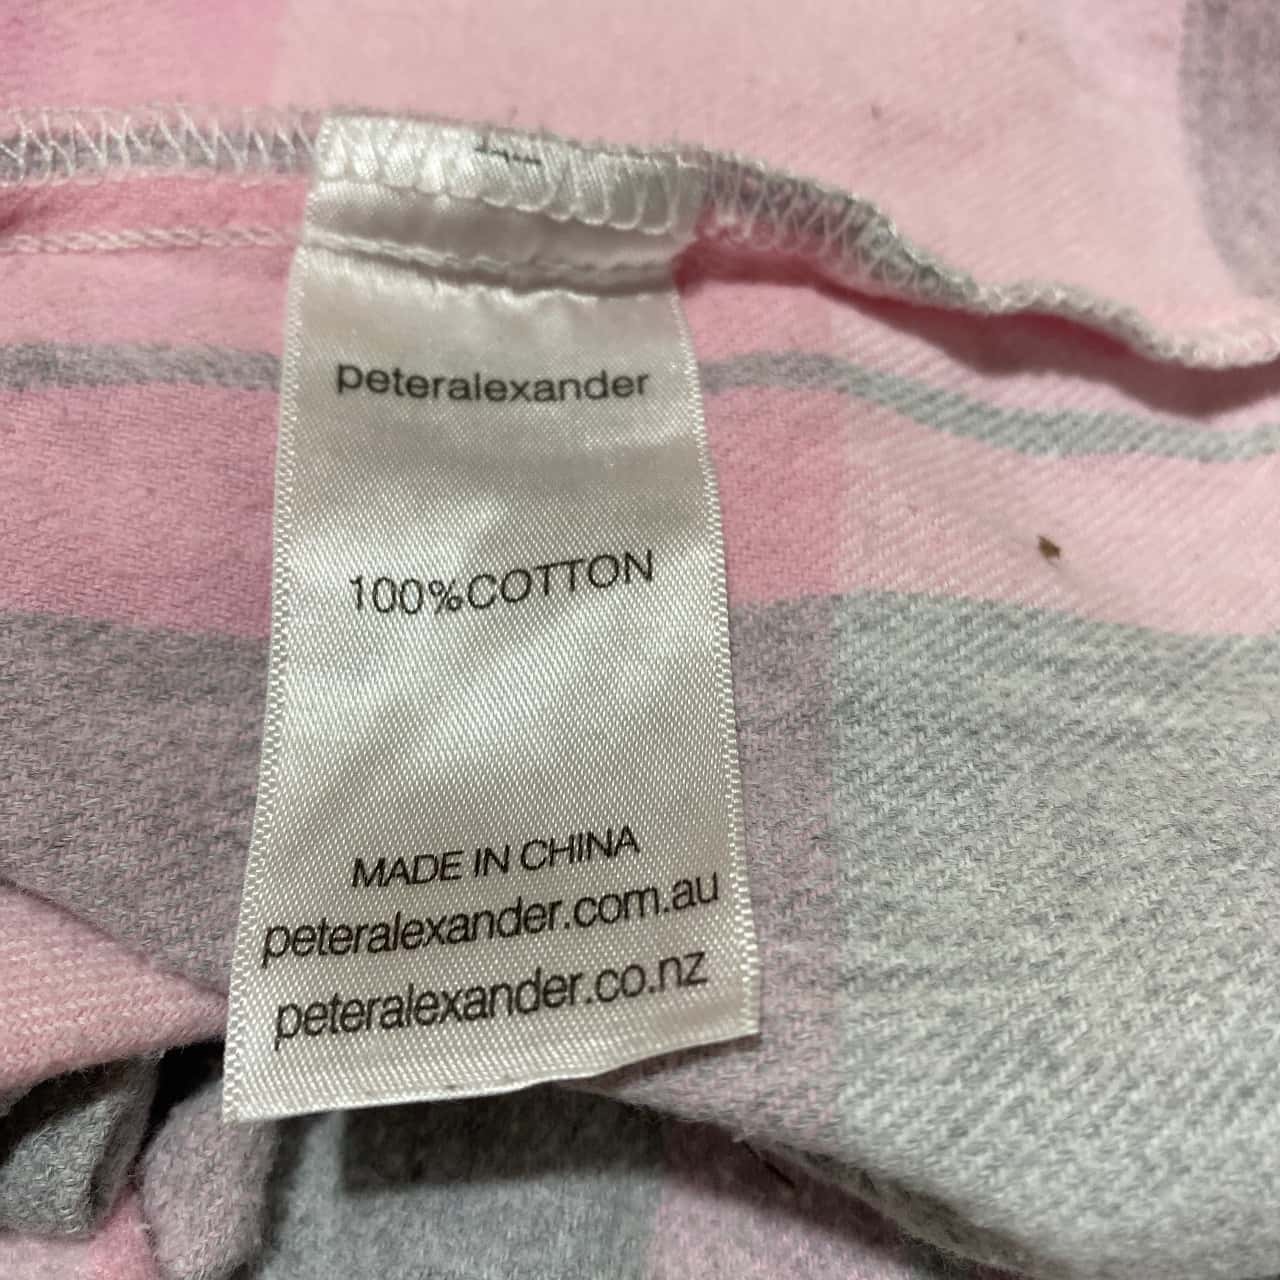 peteralexander
100%COTTON
MADE IN CHINA
peteralexander.com.au
peteralexander.co.nz